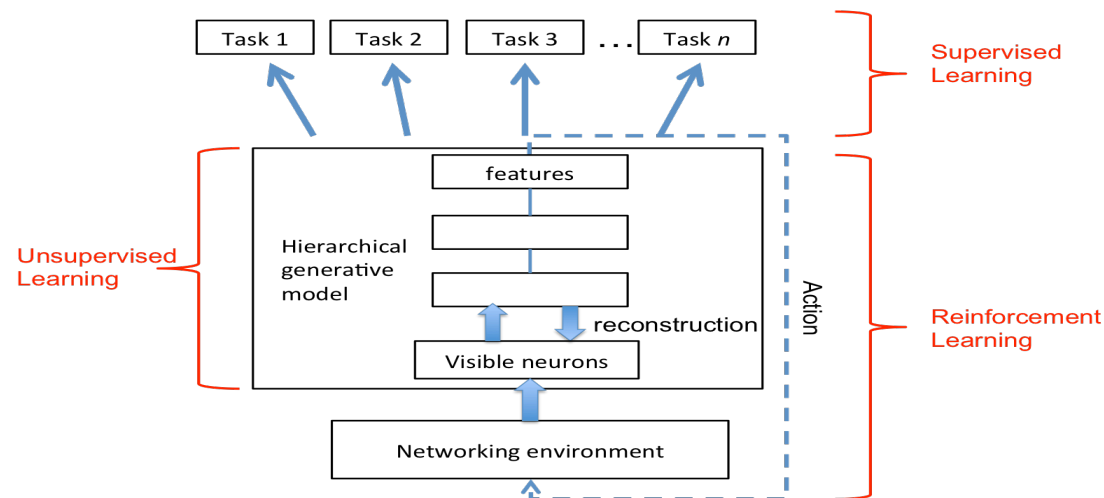 Task 1
Task 2
Task 3
...
Task n
Supervised
Learning
features
Unsupervised
Learning
Hierarchical
generative
model
Action
reconstruction
Reinforcement
Learning
Visible neurons
Networking environment